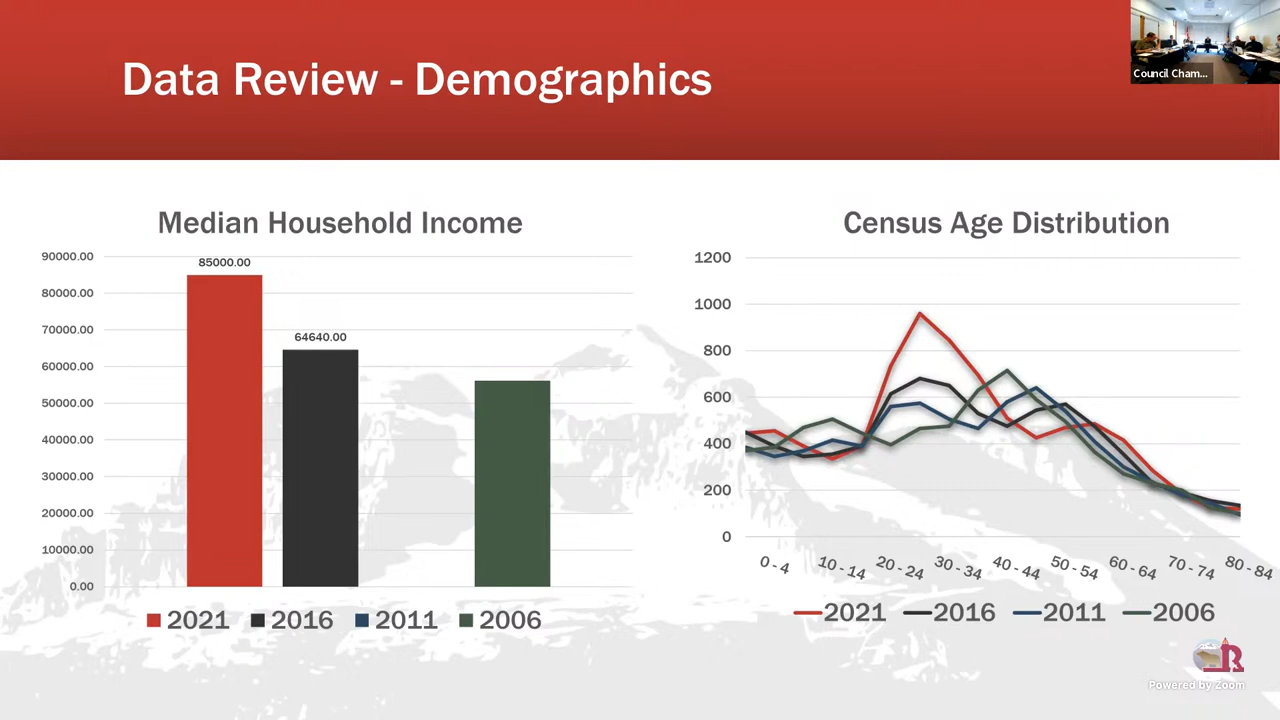 Data Review - Demographics
Council Cham...
Median Household Income
90000.00
80000.00
70000.00
60000.00
50000.00
40000.00
30000.00
20000.00
10000.00
0.00
85000.00
64640.00
2021 2016 2011 2006
Census Age Distribution
1200
1000
800
600
400
200
0
0 - 4 10 - 14 20 - 24 30 - 34 40 - 44 50 - 54 60 - 64 70 - 74 80 - 84
2021 2016 2011 2006
R
Powered by Zoom